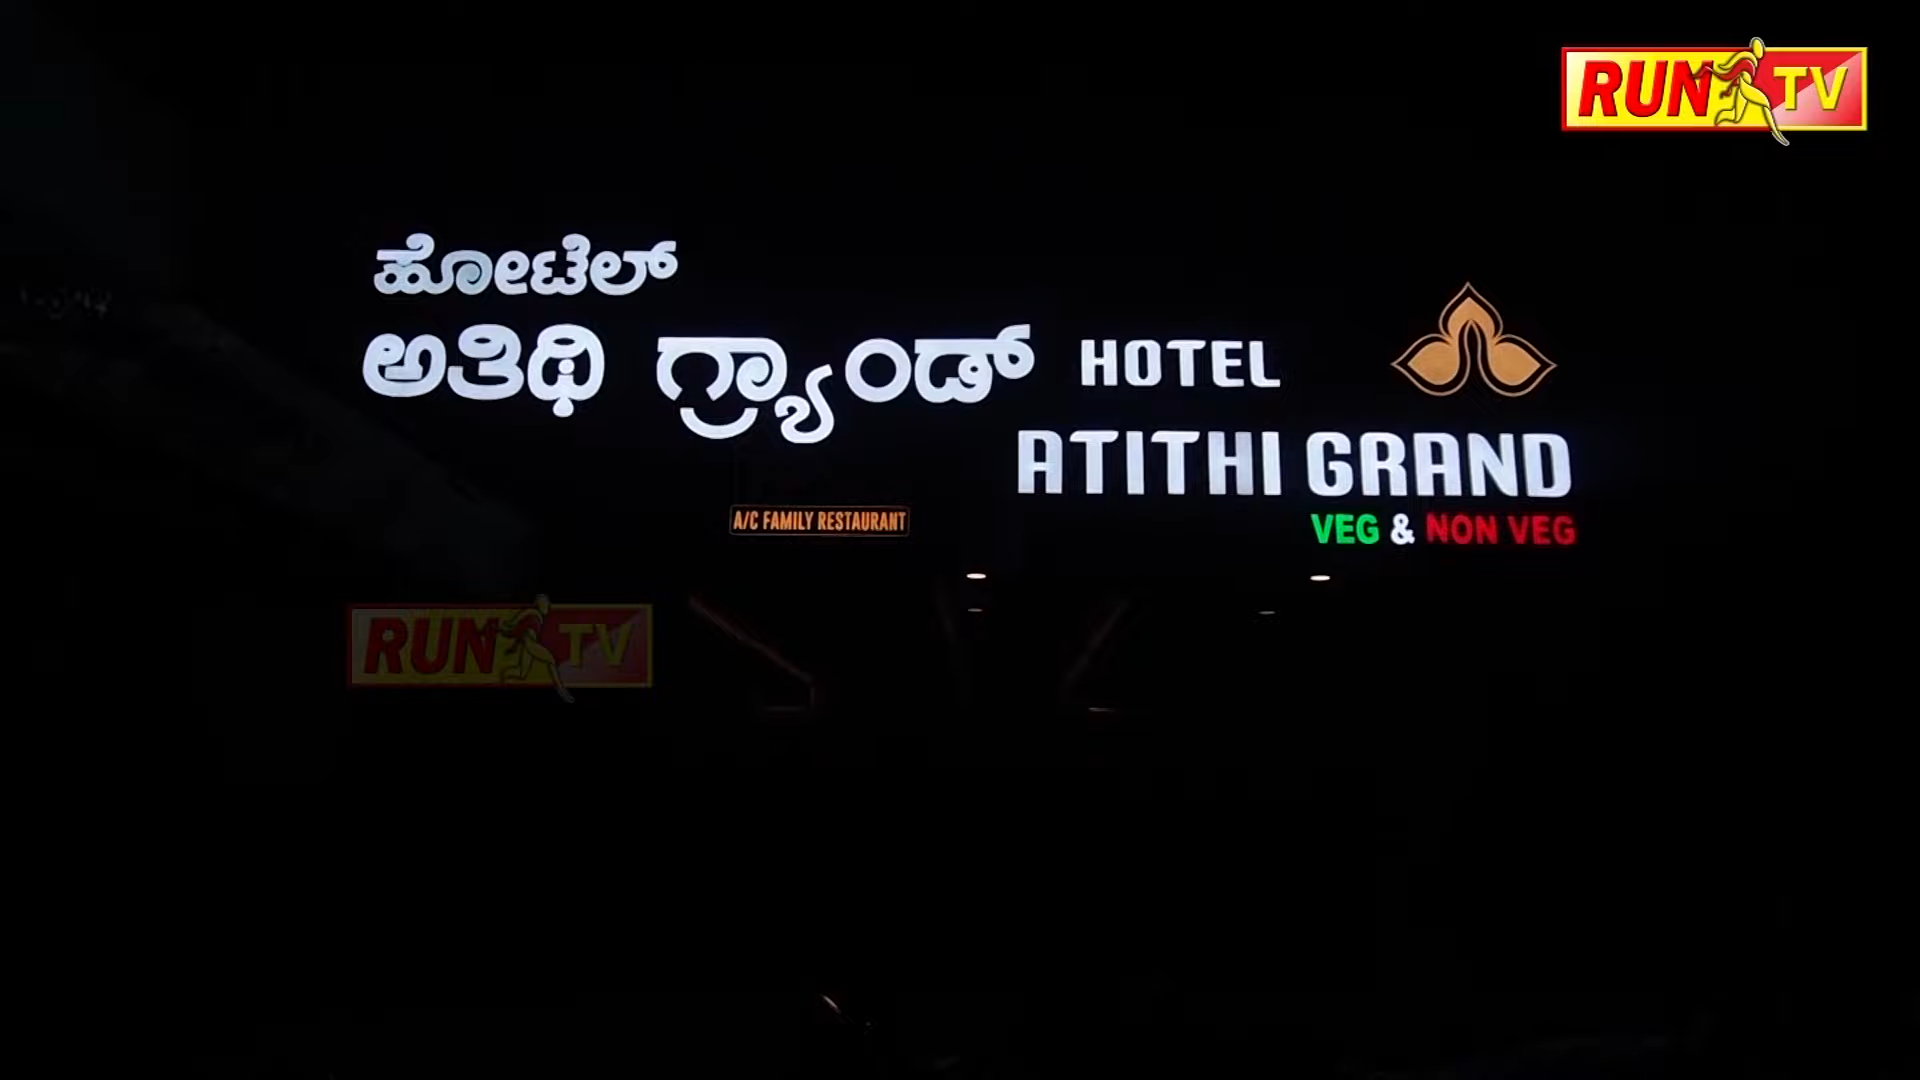 RUN TV
ಹೋಟೆಲ್
ಅತಿಥಿ ಗ್ರ್ಯಾಂಡ್
HOTEL
ATITHI GRAND
VEG & NON VEG
A/C FAMILY RESTAURANT
RUN TV